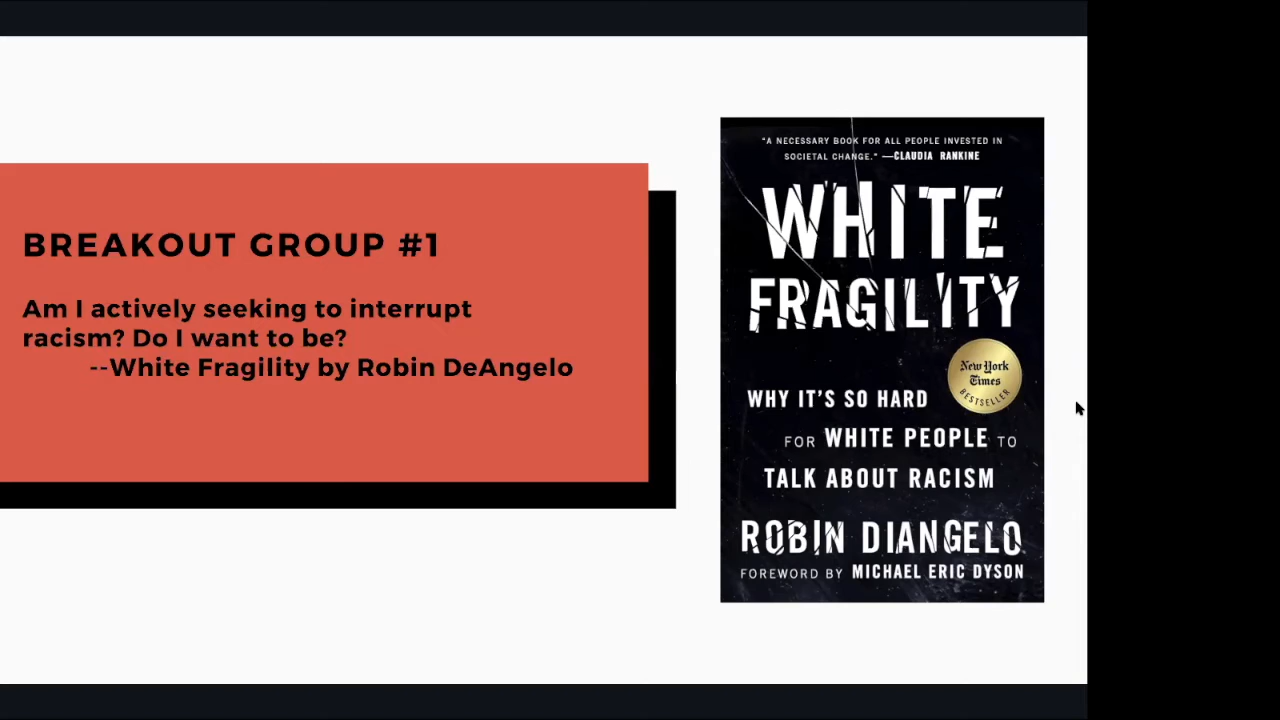 BREAKOUT GROUP #1
Am I actively seeking to interrupt
racism? Do I want to be?
--White Fragility by Robin DeAngelo
"A NECESSARY BOOK FOR ALL PEOPLE INVESTED IN
SOCIETAL CHANGE." —CLAUDIA RANKINE
WHITE
FRAGILITY
New York
Times
BESTSELLER
WHY IT'S SO HARD
FOR WHITE PEOPLE TO
TALK ABOUT RACISM
ROBIN DIANGELO
FOREWORD BY MICHAEL ERIC DYSON